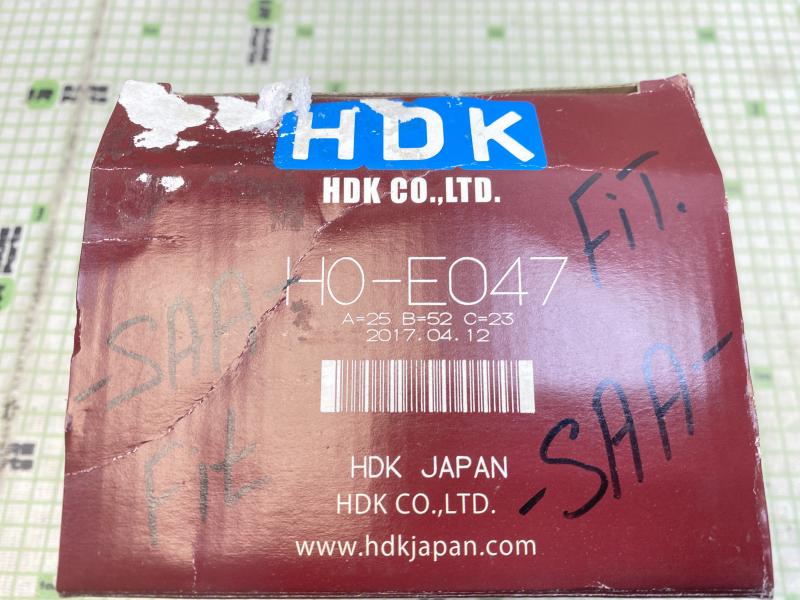 HDK
HDK CO.,LTD.
FiT.
HO-E047
A=25 B=52 C=23
2017.04.12
-SAA-
Fit
-SAA-
HDK JAPAN
HDK CO.,LTD.
www.hdkjapan.com